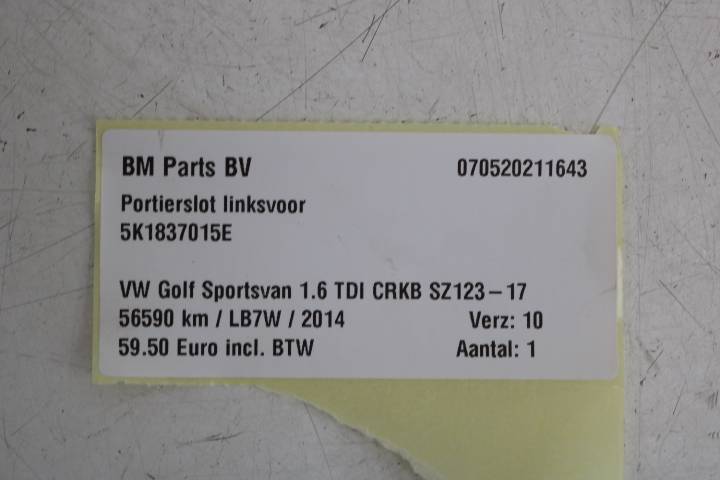 BM Parts BV 070520211643
Portierslot linksvoor
5K1837015E
VW Golf Sportsvan 1.6 TDI CRKB SZ123-17
56590 km / LB7W / 2014 Verz: 10
59.50 Euro incl. BTW Aantal: 1